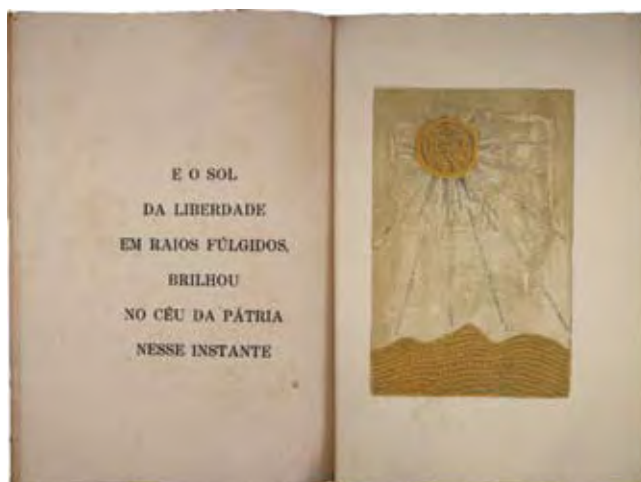 E O SOL
DA LIBERDADE
EM RAIOS FÚLGIDOS,
BRILHOU
NO CÉU DA PÁTRIA
NESSE INSTANTE